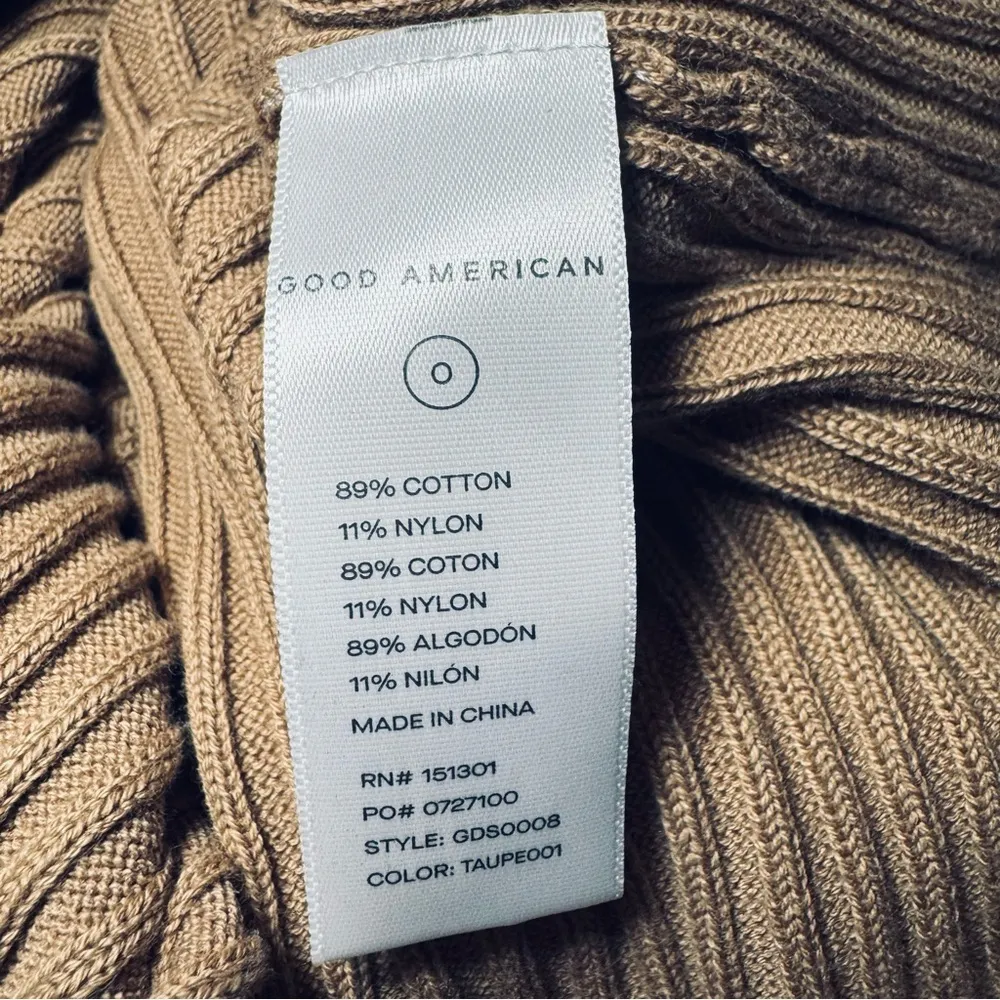 GOOD AMERICAN
0
89% COTTON
11% NYLON
89% COTON
11% NYLON
89% ALGODÓN
11% NILÓN
MADE IN CHINA
RN# 151301
PO# 0727100
STYLE: GDS0008
COLOR: TAUPE001